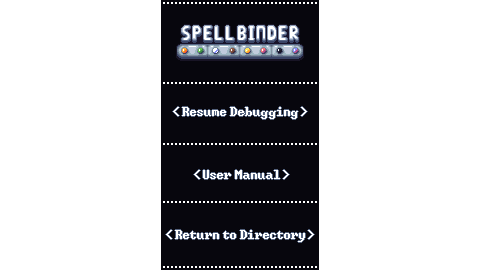 SPELLBINDER
<Resume Debugging>
<User Manual>
<Return to Directory>